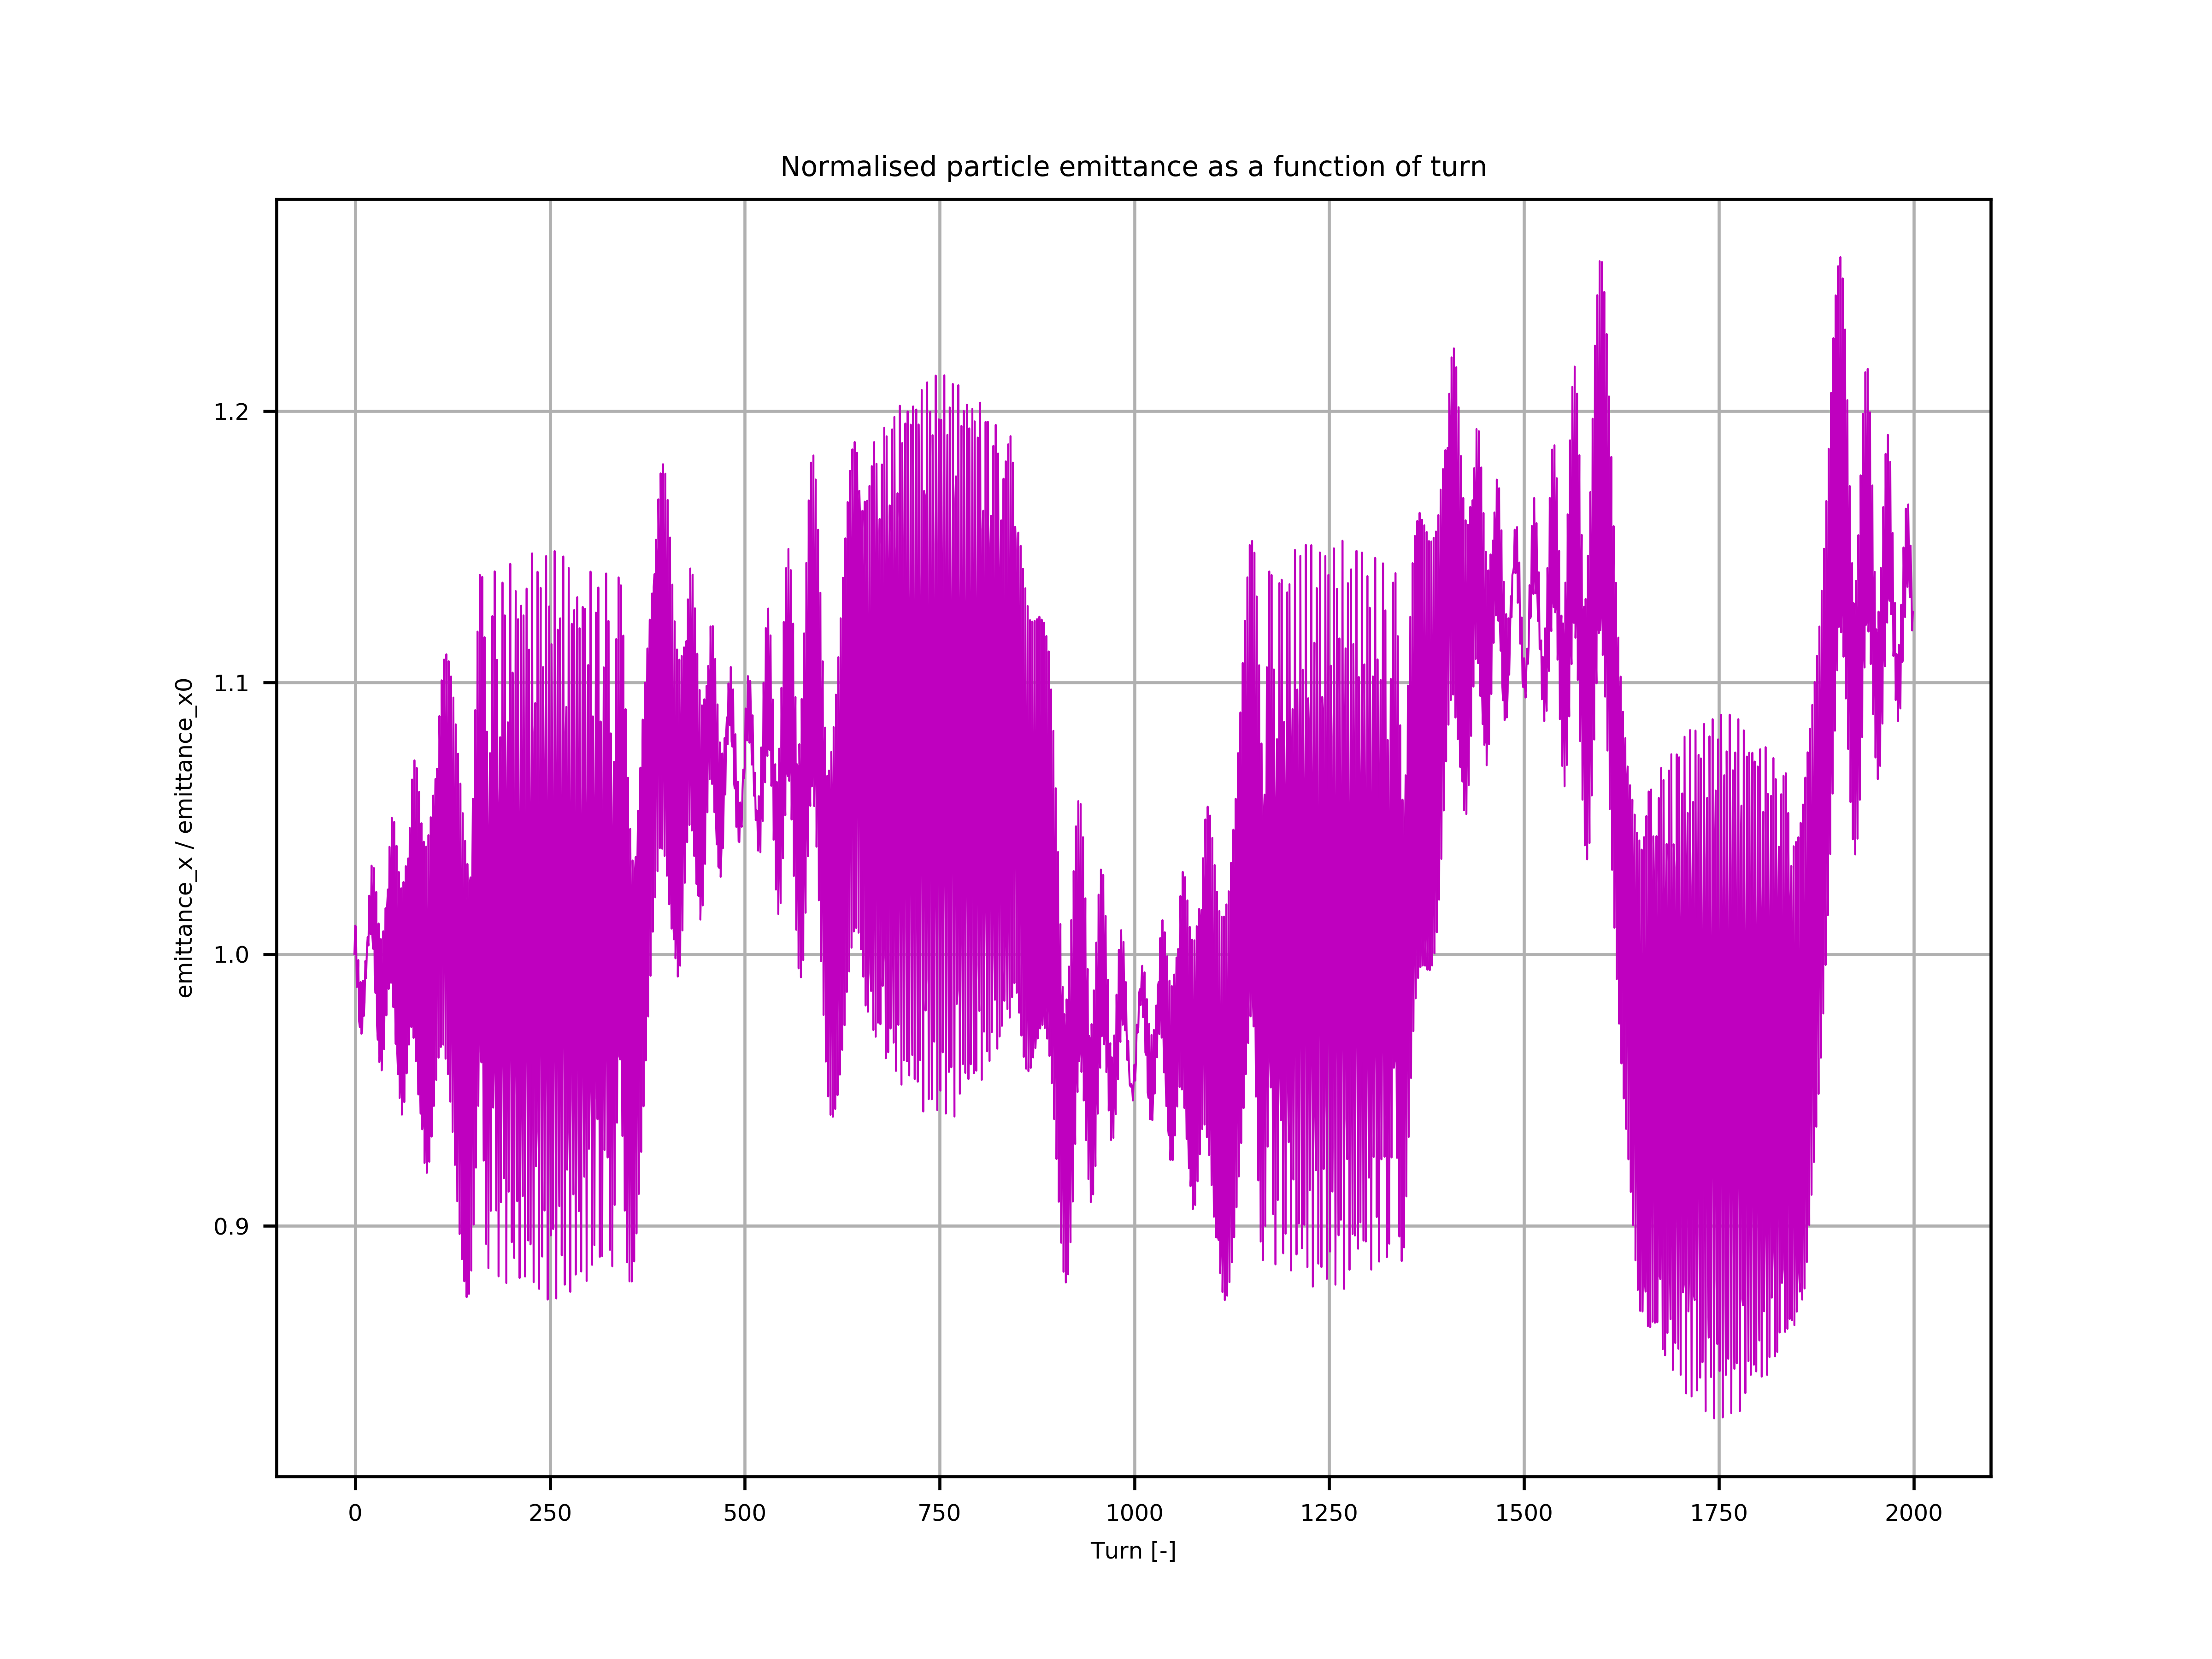 Normalised particle emittance as a function of turn
emittance_x / emittance_x0
1.2
1.1
1.0
0.9
0 250 500 750 1000 1250 1500 1750 2000
Turn [-]